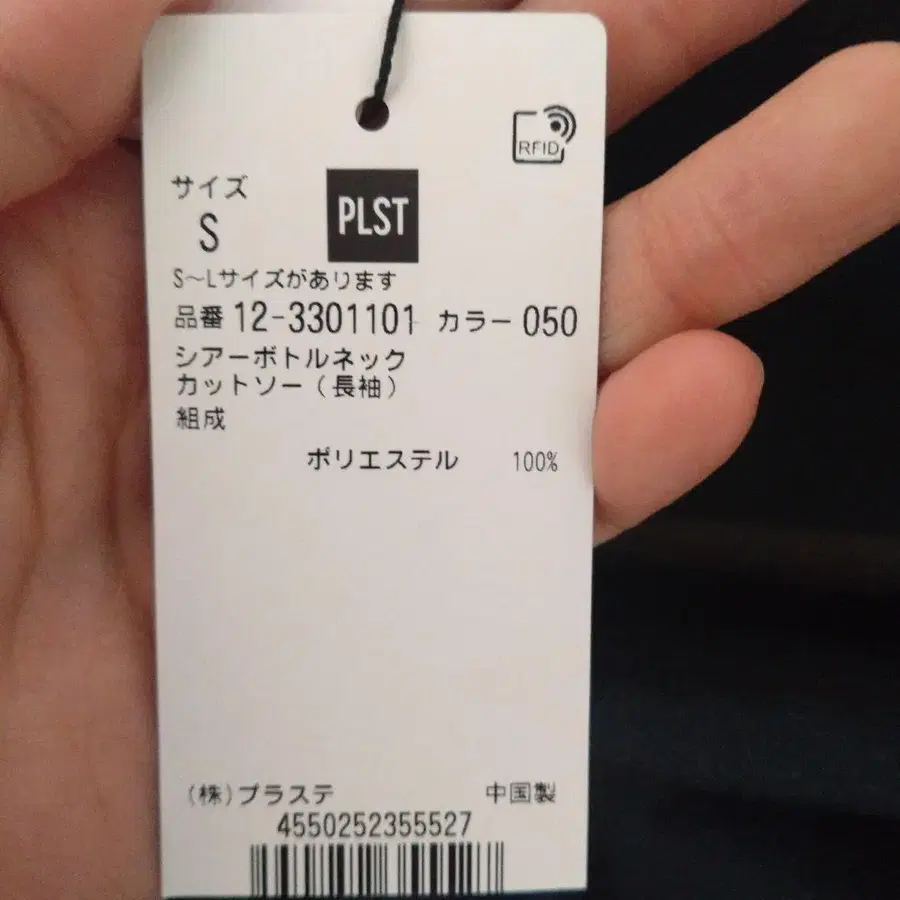 RFID
サイズ
PLST
S
S～Lサイズがあります
品番 12-3301101 カラー 050
シアーボトルネック
カットソー（長袖）
組成
ポリエステル 100%
（株）プラステ 中国製
4550252355527